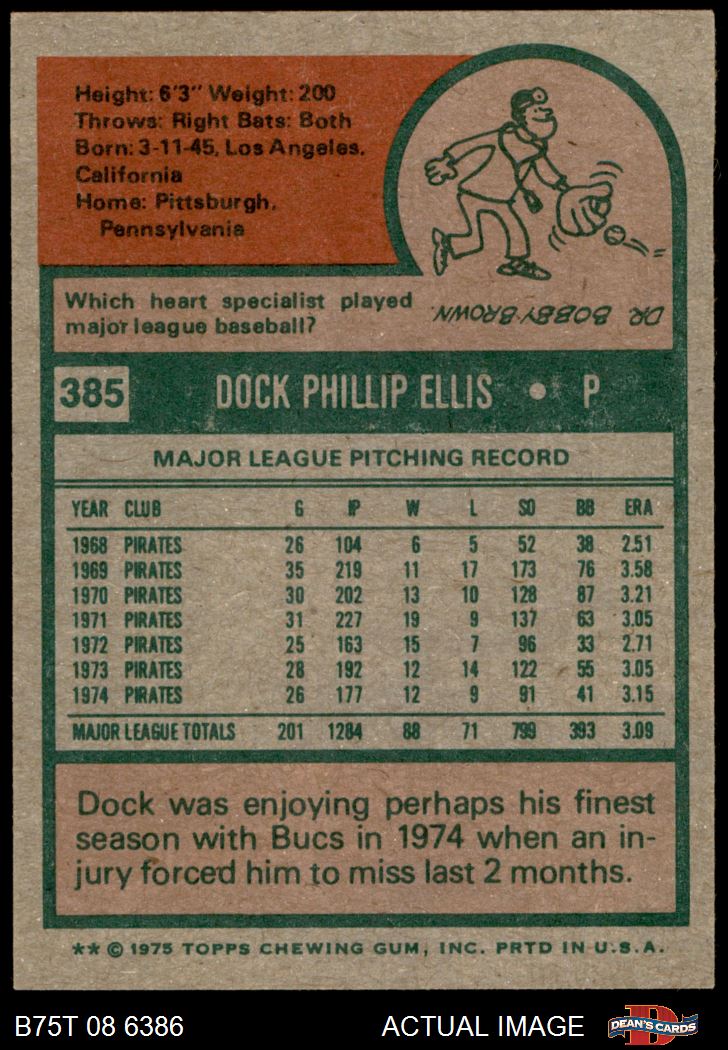 Height: 6'3" Weight: 200
Throws: Right Bats: Both
Born: 3-11-45, Los Angeles,
California
Home: Pittsburgh,
Pennsylvania
Which heart specialist played
major league baseball?
DR. BOBBY BROWN.
385 DOCK PHILLIP ELLIS • P
MAJOR LEAGUE PITCHING RECORD
YEAR CLUB G IP W L SO BB ERA
1968 PIRATES 26 104 6 5 52 38 2.51
1969 PIRATES 35 219 11 17 173 76 3.58
1970 PIRATES 30 202 13 10 128 87 3.21
1971 PIRATES 31 227 19 9 137 63 3.05
1972 PIRATES 25 163 15 7 96 33 2.71
1973 PIRATES 28 192 12 14 122 55 3.05
1974 PIRATES 26 177 12 9 91 41 3.15
MAJOR LEAGUE TOTALS 201 1284 88 71 799 393 3.09
Dock was enjoying perhaps his finest
season with Bucs in 1974 when an in-
jury forced him to miss last 2 months.
** © 1975 TOPPS CHEWING GUM, INC. PRTD IN U.S.A.
B75T 08 6386 ACTUAL IMAGE D DEAN'S CARDS